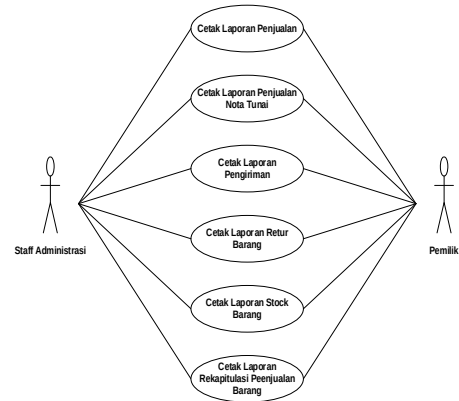 Cetak Laporan Penjualan
Cetak Laporan Penjualan
Nota Tunai
Cetak Laporan
Pengiriman
Staff Administrasi
Cetak Laporan Retur
Barang
Pemilik
Cetak Laporan Stock
Barang
Cetak Laporan
Rekapitulasi Peenjualan
Barang